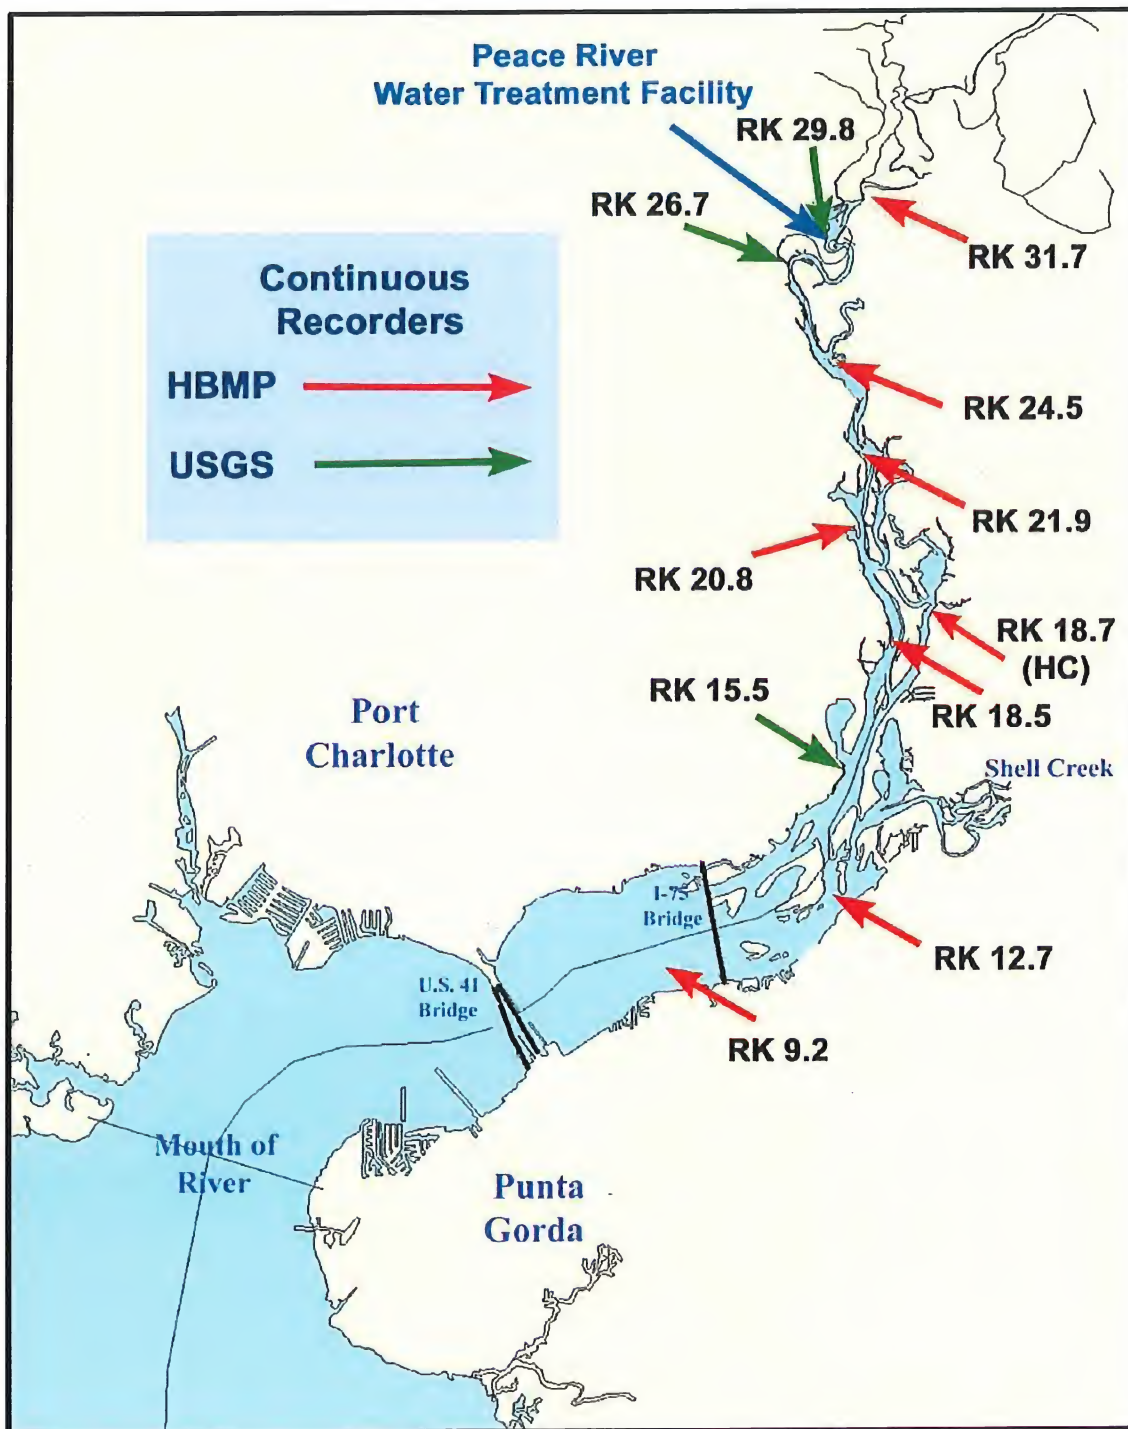 Peace River
Water Treatment Facility
RK 29.8
RK 26.7
RK 31.7
Continuous
Recorders
HBMP
USGS
RK 24.5
RK 21.9
RK 20.8
RK 18.7
(HC)
RK 15.5
RK 18.5
Port
Charlotte
Shell Creek
I-75
Bridge
RK 12.7
U.S. 41
Bridge
RK 9.2
Mouth of
River
Punta
Gorda